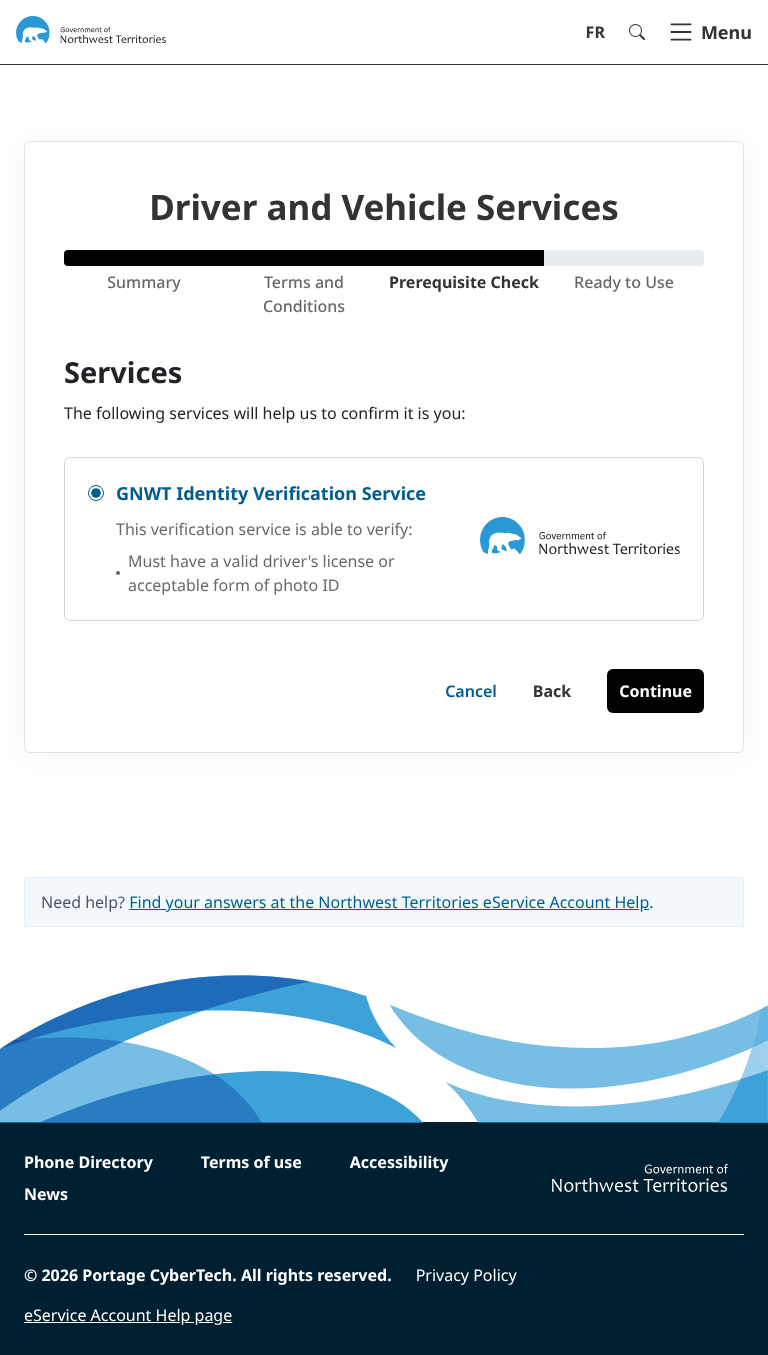 Government of
Northwest Territories
FR
Menu
Driver and Vehicle Services
Summary
Terms and
Conditions
Prerequisite Check
Ready to Use
Services
The following services will help us to confirm it is you:
GNWT Identity Verification Service
This verification service is able to verify:
• Must have a valid driver's license or
acceptable form of photo ID
Government of
Northwest Territories
Cancel
Back
Continue
Need help? Find your answers at the Northwest Territories eService Account Help.
Phone Directory
Terms of use
Accessibility
News
Government of
Northwest Territories
© 2026 Portage CyberTech. All rights reserved.
Privacy Policy
eService Account Help page